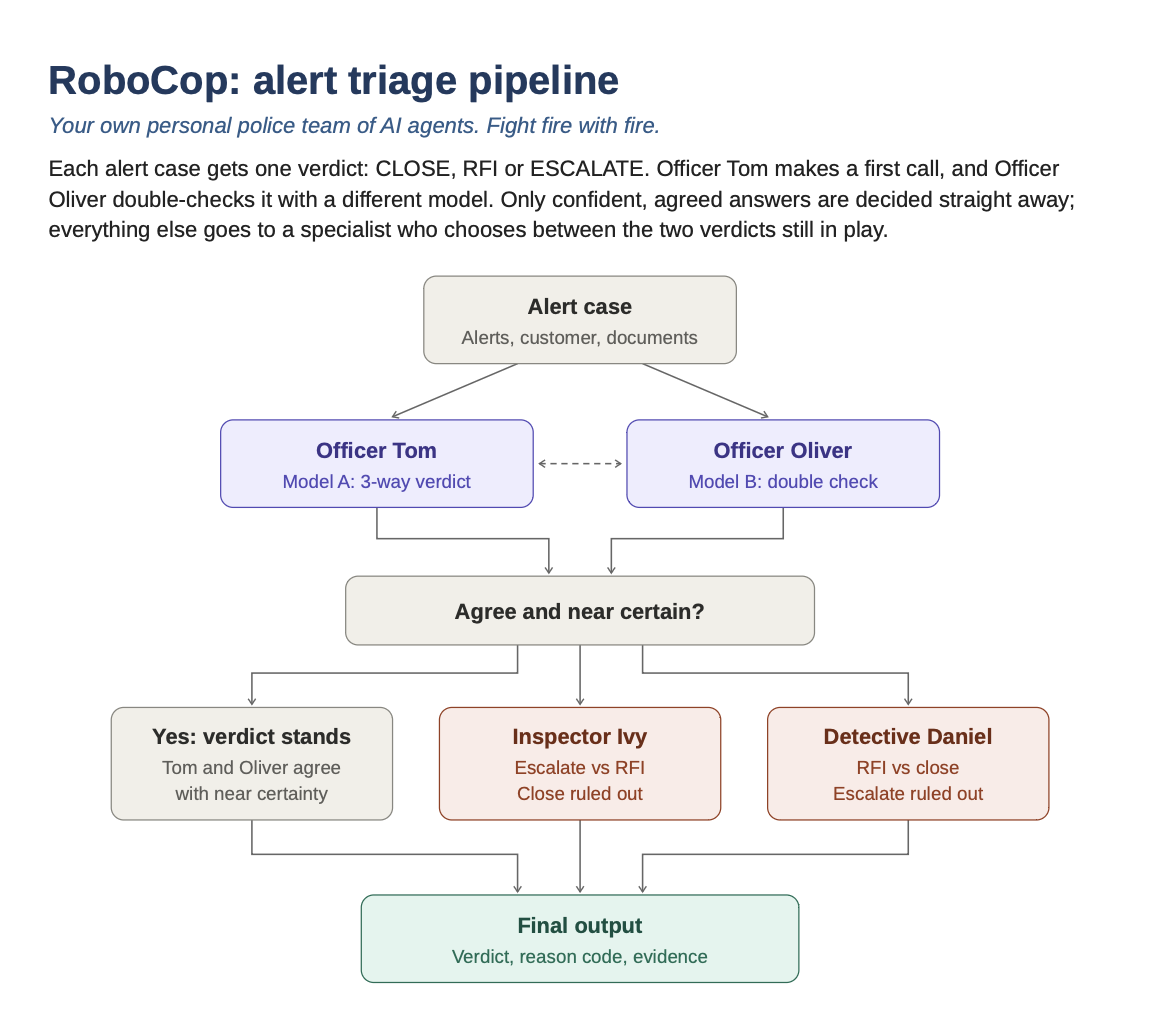 RoboCop: alert triage pipeline
Your own personal police team of AI agents. Fight fire with fire.
Each alert case gets one verdict: CLOSE, RFI or ESCALATE. Officer Tom makes a first call, and Officer
Oliver double-checks it with a different model. Only confident, agreed answers are decided straight away;
everything else goes to a specialist who chooses between the two verdicts still in play.
Alert case
Alerts, customer, documents
Officer Tom
Model A: 3-way verdict
Officer Oliver
Model B: double check
Agree and near certain?
Yes: verdict stands
Tom and Oliver agree
with near certainty
Inspector Ivy
Escalate vs RFI
Close ruled out
Detective Daniel
RFI vs close
Escalate ruled out
Final output
Verdict, reason code, evidence